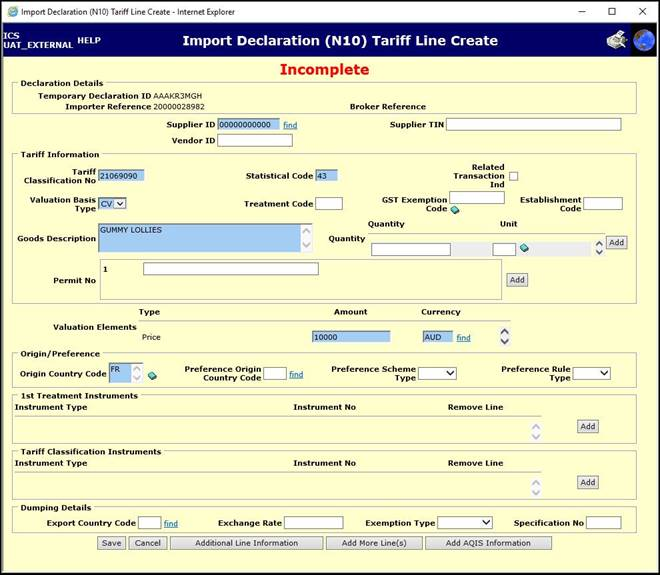 Import Declaration (N10) Tariff Line Create - Internet Explorer
ICS
UAT_EXTERNAL HELP
Import Declaration (N10) Tariff Line Create
Incomplete
Declaration Details
Temporary Declaration ID AAAKR3MGH
Importer Reference 20000028982 Broker Reference
Supplier ID 00000000000 find Supplier TIN
Vendor ID
Tariff Information
Tariff Classification No 21069090 Statistical Code 43 Related Transaction Ind
Valuation Basis Type CV Treatment Code GST Exemption Code Establishment Code
Goods Description GUMMY LOLLIES Quantity Quantity Unit Add
Permit No 1 Add
Type Amount Currency
Valuation Elements Price 10000 AUD find
Origin/Preference
Origin Country Code FR Preference Origin Country Code find Preference Scheme Type Preference Rule Type
1st Treatment Instruments
Instrument Type Instrument No Remove Line
Add
Tariff Classification Instruments
Instrument Type Instrument No Remove Line
Add
Dumping Details
Export Country Code find Exchange Rate Exemption Type Specification No
Save Cancel Additional Line Information Add More Line(s) Add AQIS Information